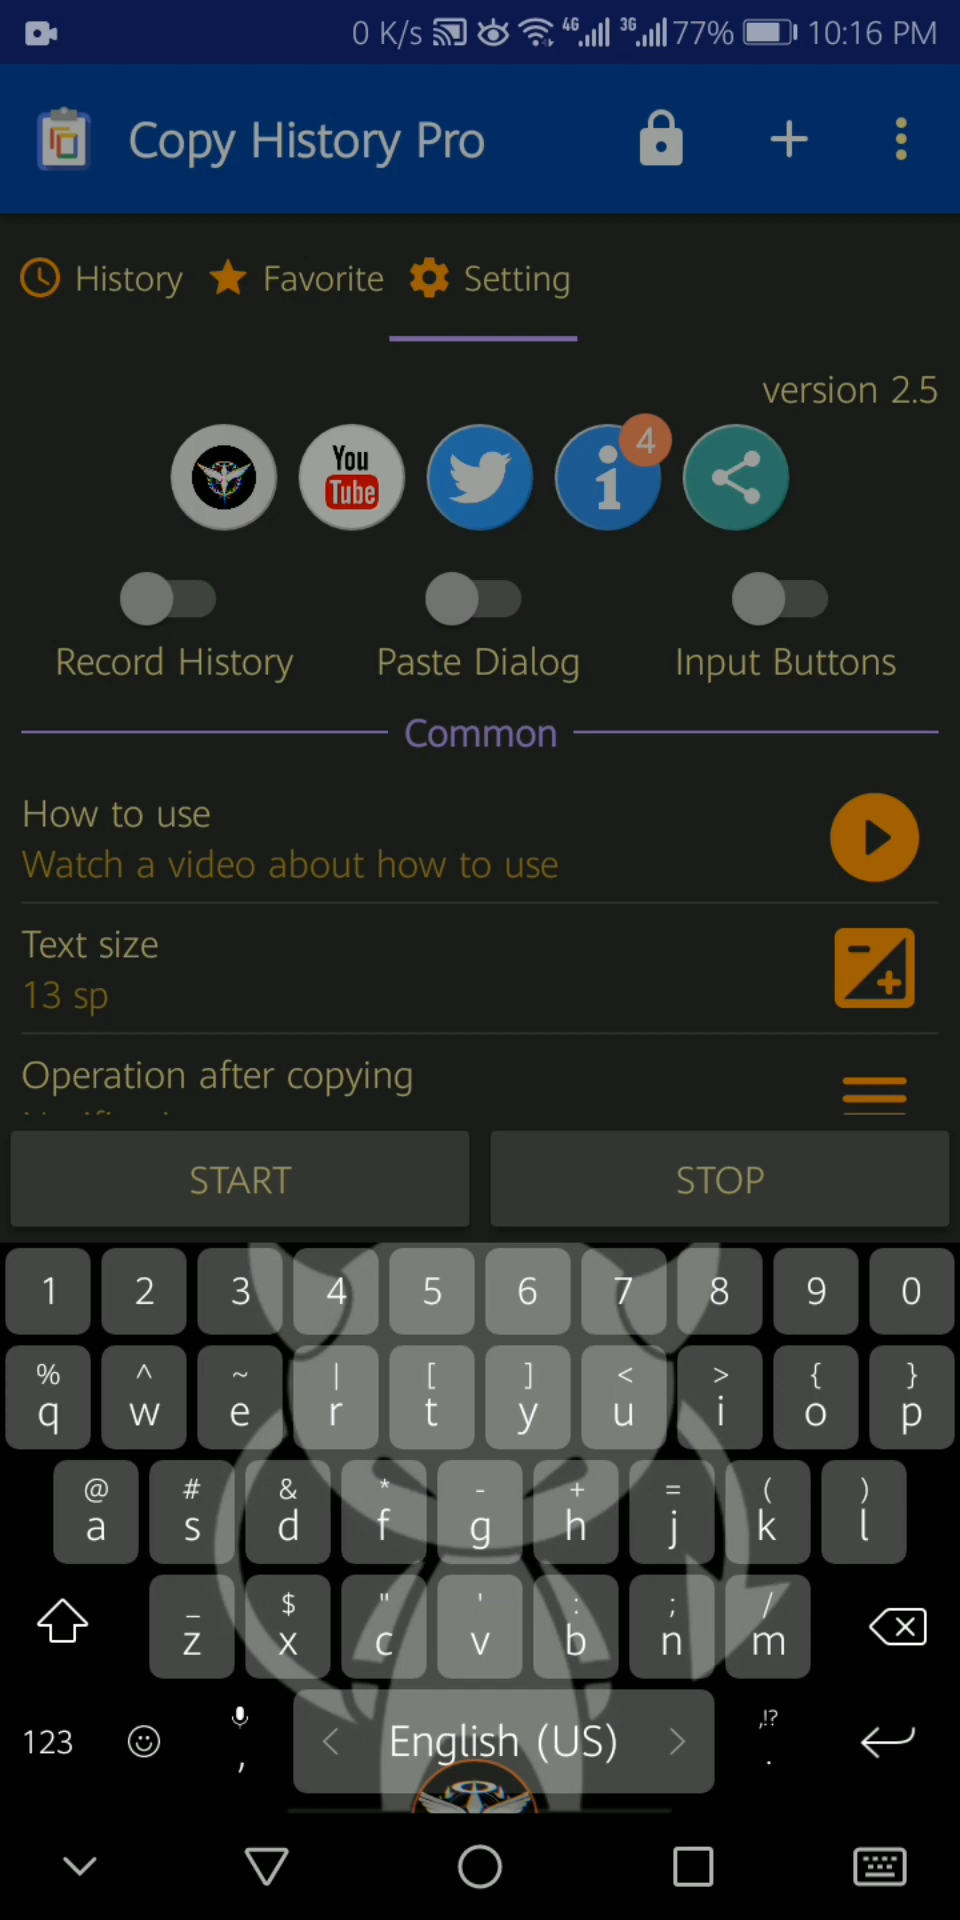 0 K/s 4G 3G 77% 10:16 PM
Copy History Pro
History Favorite Setting
version 2.5
You
Tube
4
Record History Paste Dialog Input Buttons
Common
How to use
Watch a video about how to use
Text size
13 sp
Operation after copying
START STOP
1 2 3 4 5 6 7 8 9 0
% ^ ~ | [ ] < > { }
q w e r t y u i o p
@ # & * - + = ( )
a s d f g h j k l
_ $ " ' : ; /
z x c v b n m
,!?
123 , < English (US) > .